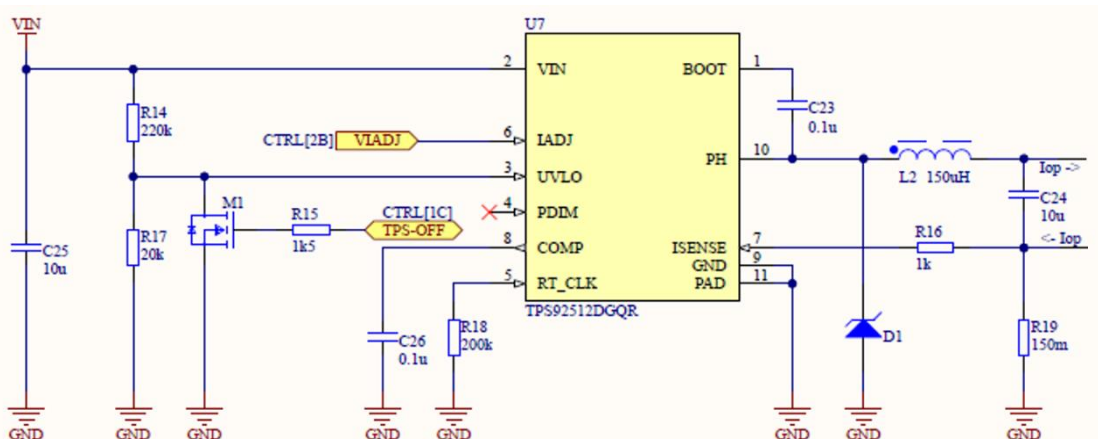 VIN
U7
2 VIN BOOT 1
R14
220k
C23
0.1u
CTRL[2B] VIADJ 6 IADJ
PH 10
3 UVLO
L2 150uH
Iop ->
M1
CTRL[1C]
4 PDIM
C24
10u
R15
TPS-OFF
1k5
R17
20k
8 COMP ISENSE 7
R16
1k
<- Iop
C25
10u
GND 9
5 RT_CLK PAD 11
TPS92512DGQR
C26
0.1u
R18
200k
D1
R19
150m
GND GND GND GND GND GND GND GND